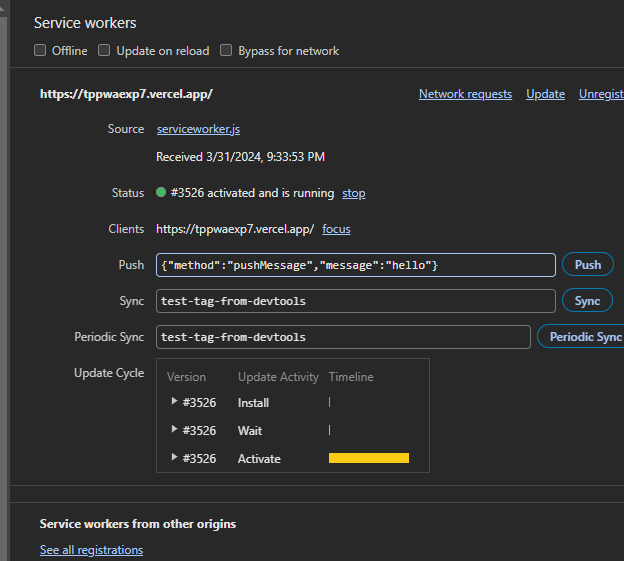 Service workers
Offline Update on reload Bypass for network
https://tppwaexp7.vercel.app/ Network requests Update Unregist
Source serviceworker.js
Received 3/31/2024, 9:33:53 PM
Status #3526 activated and is running stop
Clients https://tppwaexp7.vercel.app/ focus
Push {"method":"pushMessage","message":"hello"} Push
Sync test-tag-from-devtools Sync
Periodic Sync test-tag-from-devtools Periodic Sync
Update Cycle Version Update Activity Timeline
#3526 Install
#3526 Wait
#3526 Activate
Service workers from other origins
See all registrations